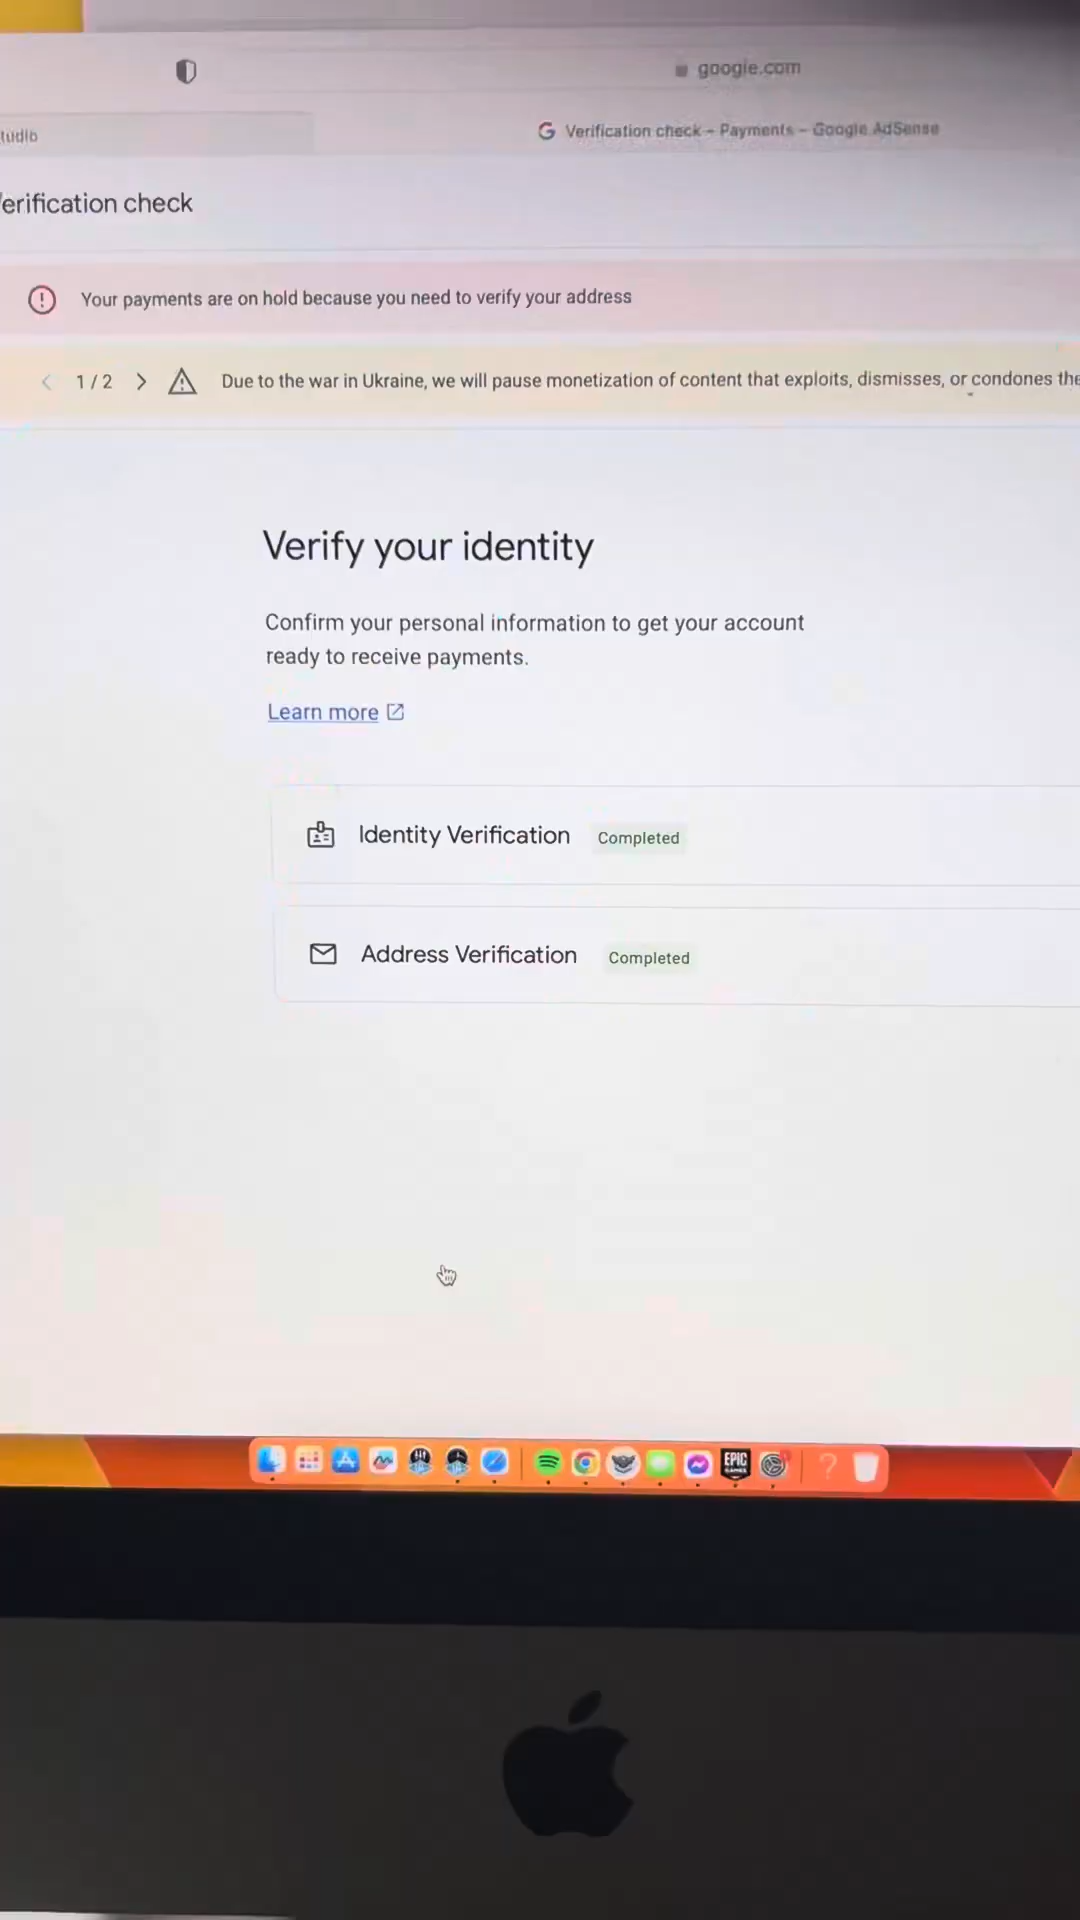 google.com
tudio
Verification check – Payments – Google AdSense
erification check
Your payments are on hold because you need to verify your address
1 / 2
Due to the war in Ukraine, we will pause monetization of content that exploits, dismisses, or condones the
Verify your identity
Confirm your personal information to get your account
ready to receive payments.
Learn more
Identity Verification
Completed
Address Verification
Completed
EPIC
GAMES